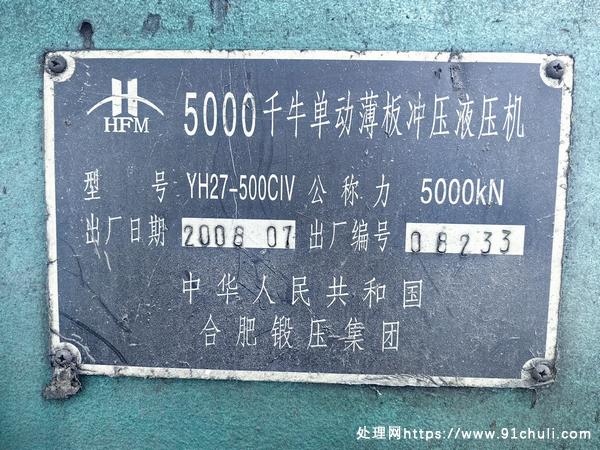 HFM
5000千牛单动薄板冲压液压机
型 号 YH27-500CIV 公称力 5000kN
出厂日期 2008 07 出厂编号 08233
中华人民共和国
合肥锻压集团
处理网https://www.91chuli.com